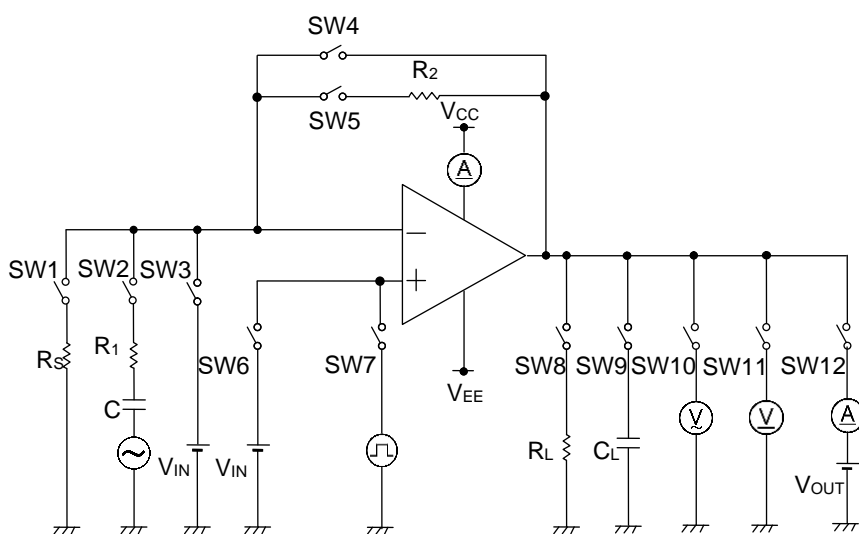 SW4
R2
SW5
VCC
A
SW1
SW2
SW3
SW6
SW7
SW8
SW9
SW10
SW11
SW12
RS
R1
C
VIN
VIN
VEE
RL
CL
V
V
A
VOUT